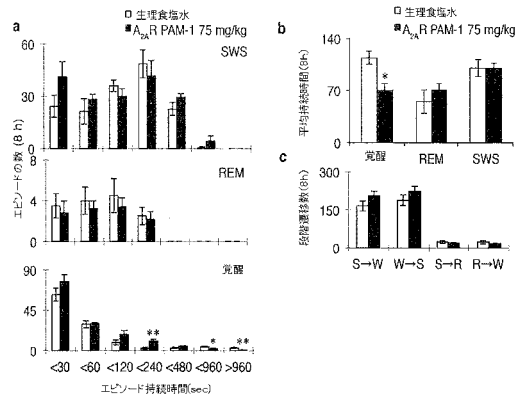 a
生理食塩水
A2AR PAM-1 75 mg/kg
SWS
60
30
0
REM
8
4
0
覚醒
90
45
0
**
*
**
<30 <60 <120 <240 <480 <960 >960
エピソード持続時間(sec)
エピソードの数 (8 h)
b
生理食塩水
A2AR PAM-1 75 mg/kg
平均持続時間(8h)
140
70
0
*
覚醒 REM SWS
c
段階遷移数(8h)
300
150
0
S→W W→S S→R R→W